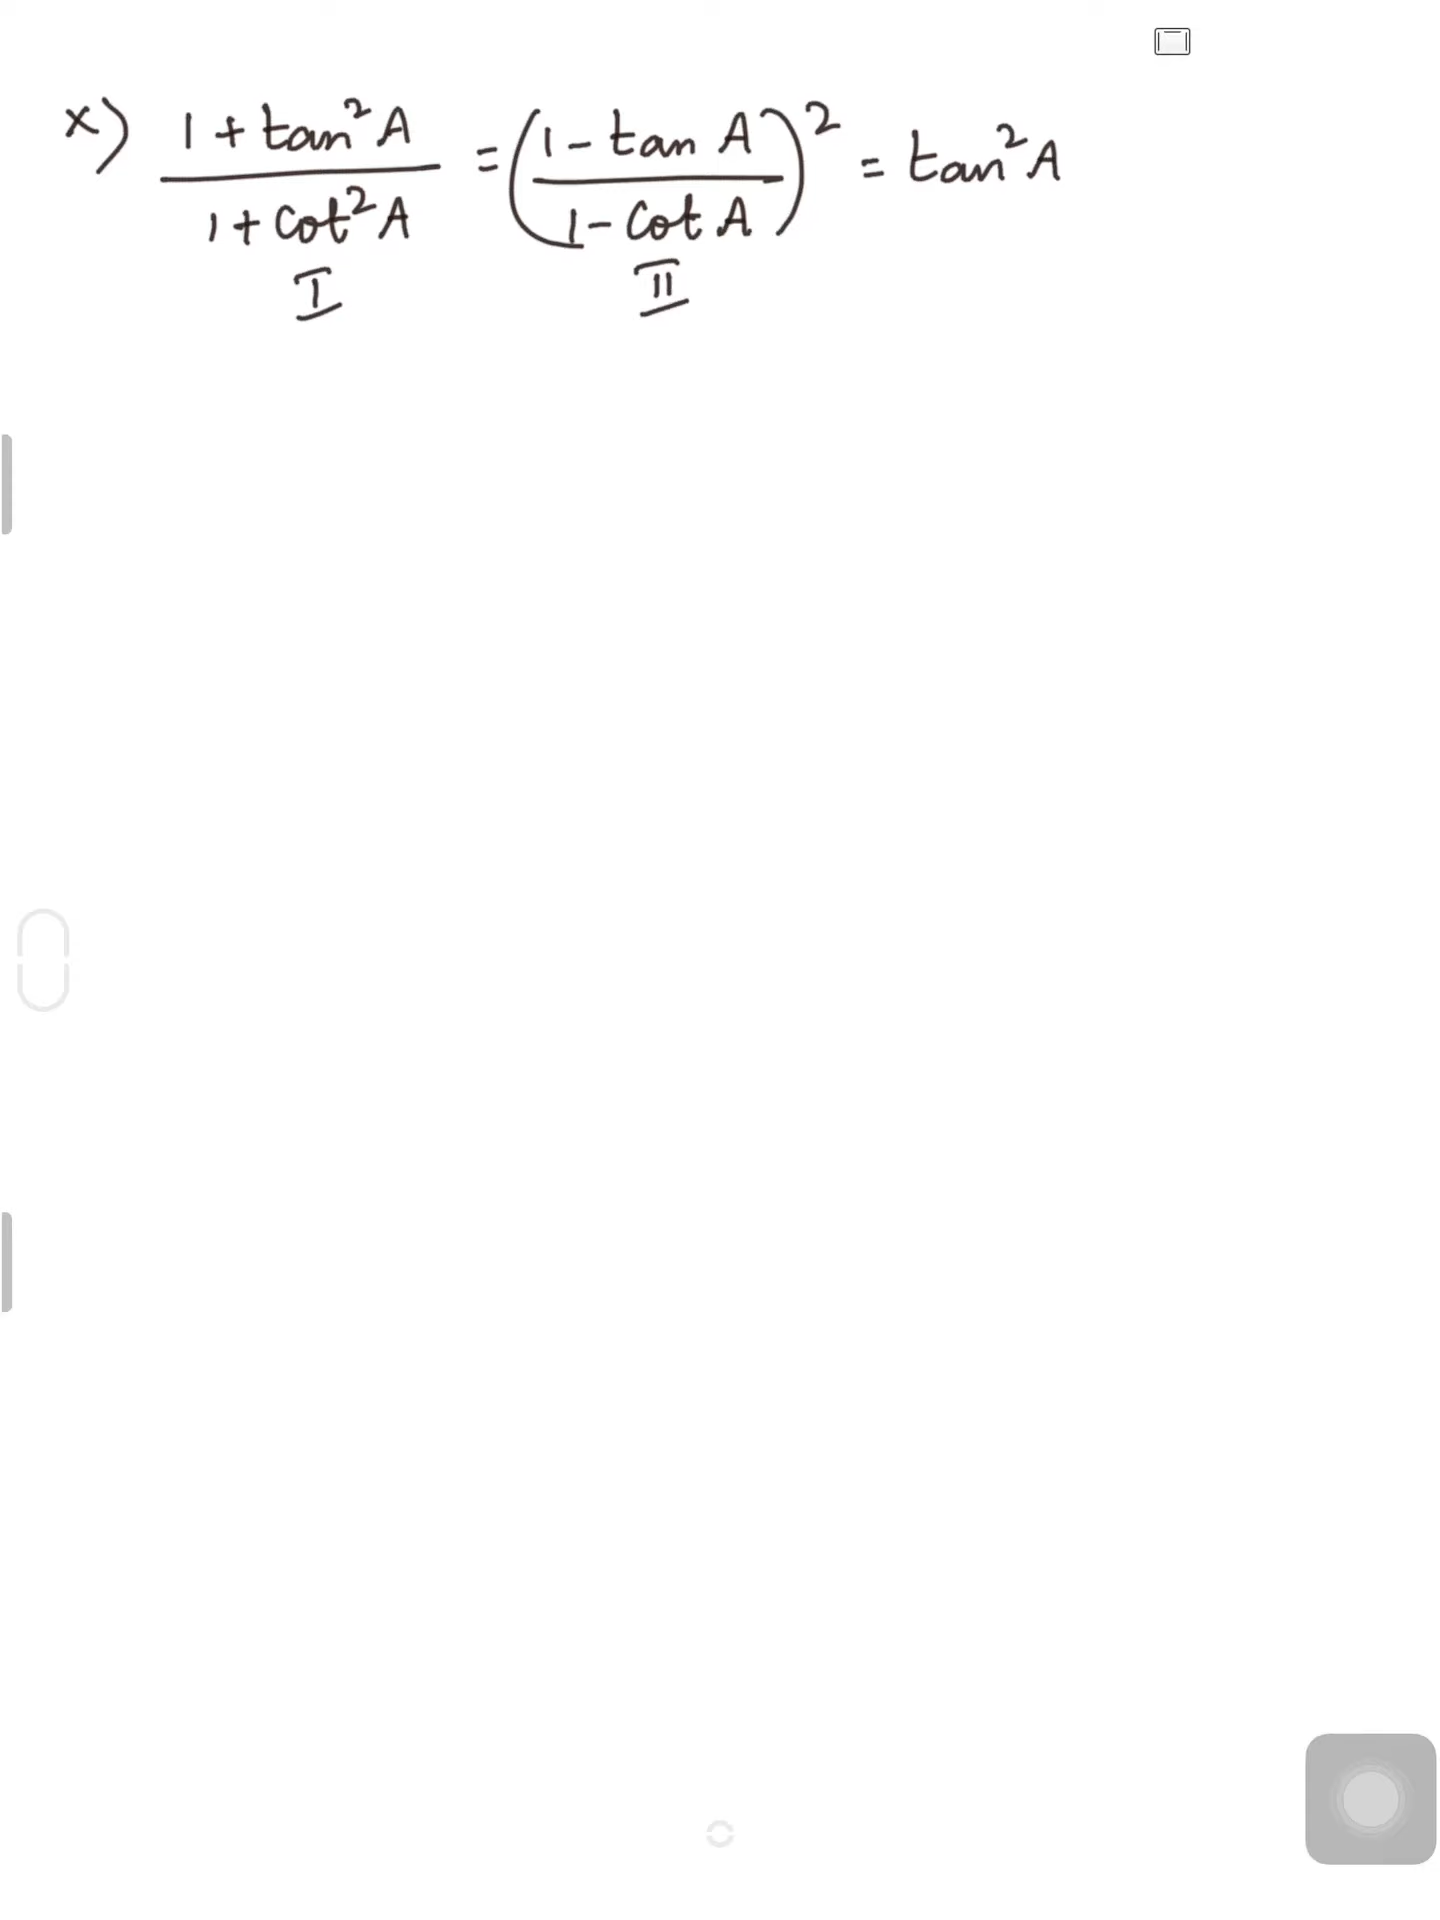 x) 1 + tan²A / 1 + cot²A = (1 - tan A / 1 - cot A)² = tan²A
I II